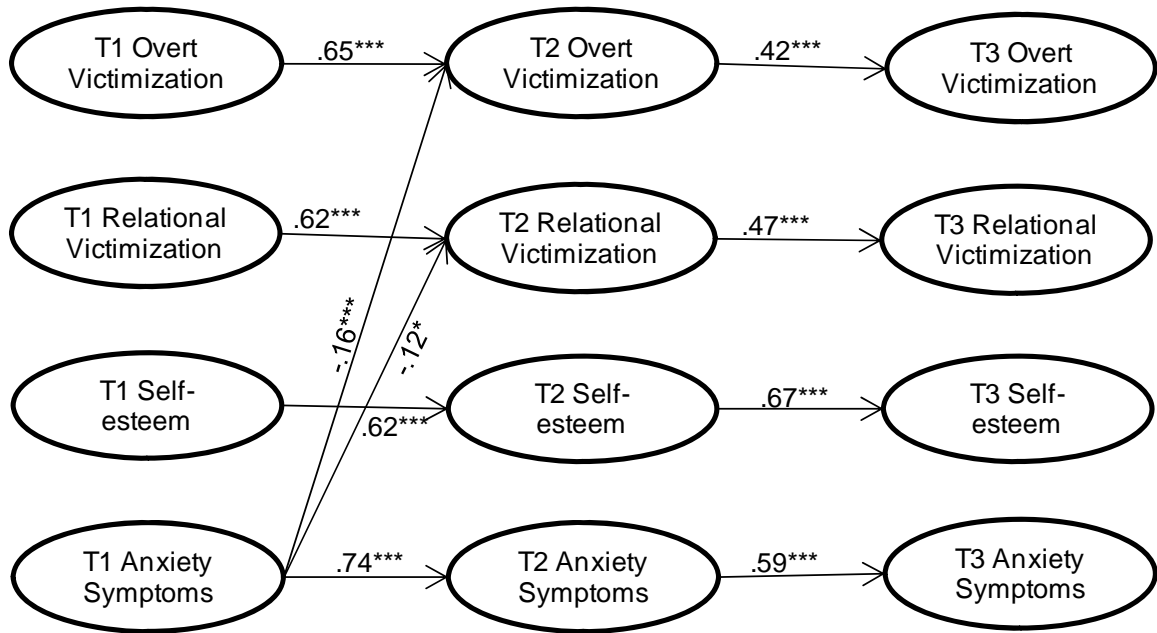 T1 Overt
Victimization
.65***
T2 Overt
Victimization
.42***
T3 Overt
Victimization
T1 Relational
Victimization
.62***
T2 Relational
Victimization
.47***
T3 Relational
Victimization
-.16***
-.12*
T1 Self-
esteem
.62***
T2 Self-
esteem
.67***
T3 Self-
esteem
T1 Anxiety
Symptoms
.74***
T2 Anxiety
Symptoms
.59***
T3 Anxiety
Symptoms